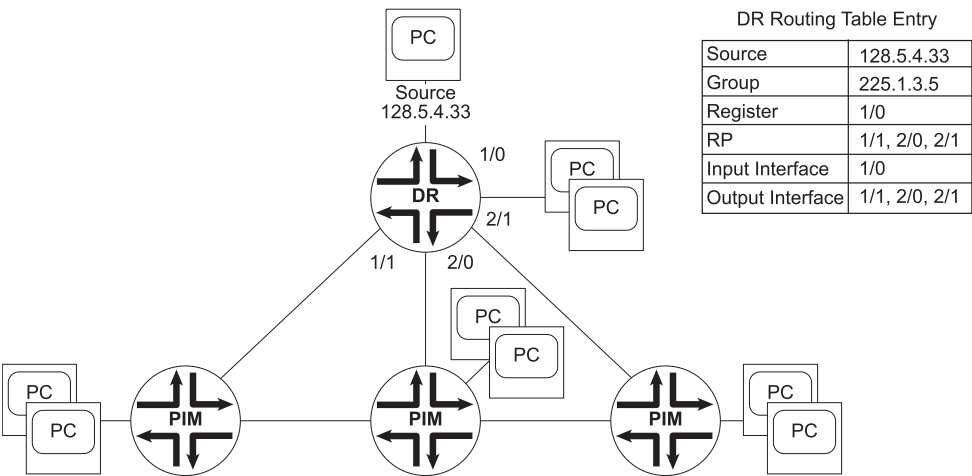 PC
Source
128.5.4.33
DR Routing Table Entry
Source 128.5.4.33
Group 225.1.3.5
Register 1/0
RP 1/1, 2/0, 2/1
Input Interface 1/0
Output Interface 1/1, 2/0, 2/1
1/0
PC
PC
DR
2/1
1/1
2/0
PC
PC
PC
PC
PIM
PIM
PIM
PC
PC